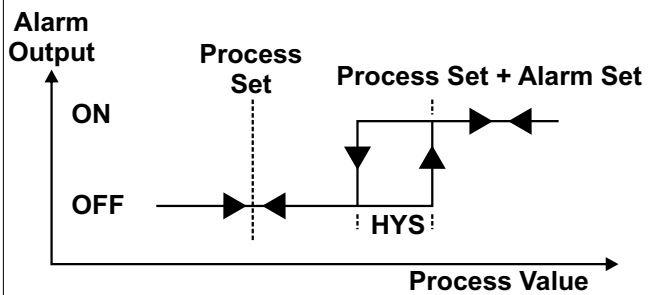 Alarm
Output
Process
Set
Process Set + Alarm Set
ON
OFF
HYS
Process Value